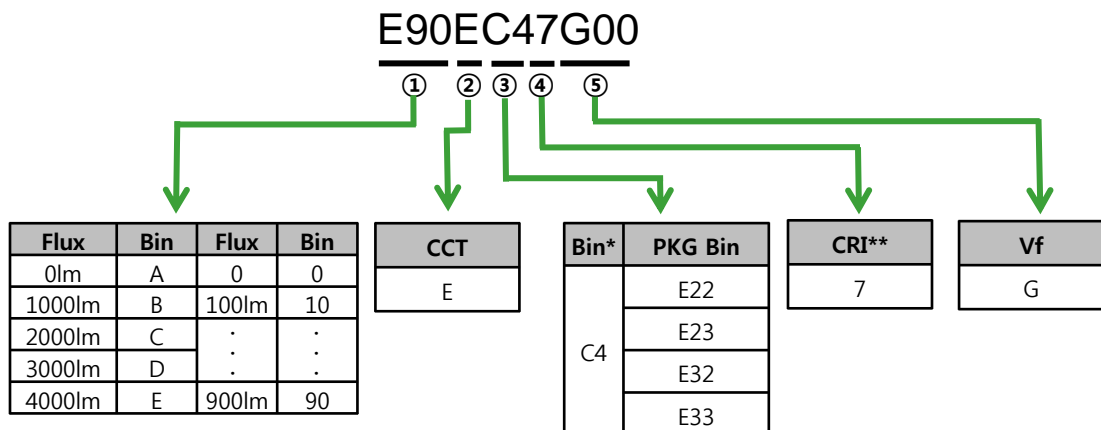 E90EC47G00
① ② ③ ④ ⑤
Flux Bin Flux Bin
0lm A 0 0
1000lm B 100lm 10
2000lm C : :
3000lm D . .
4000lm E 900lm 90
CCT
E
Bin* PKG Bin
C4
E22
E23
E32
E33
CRI**
7
Vf
G